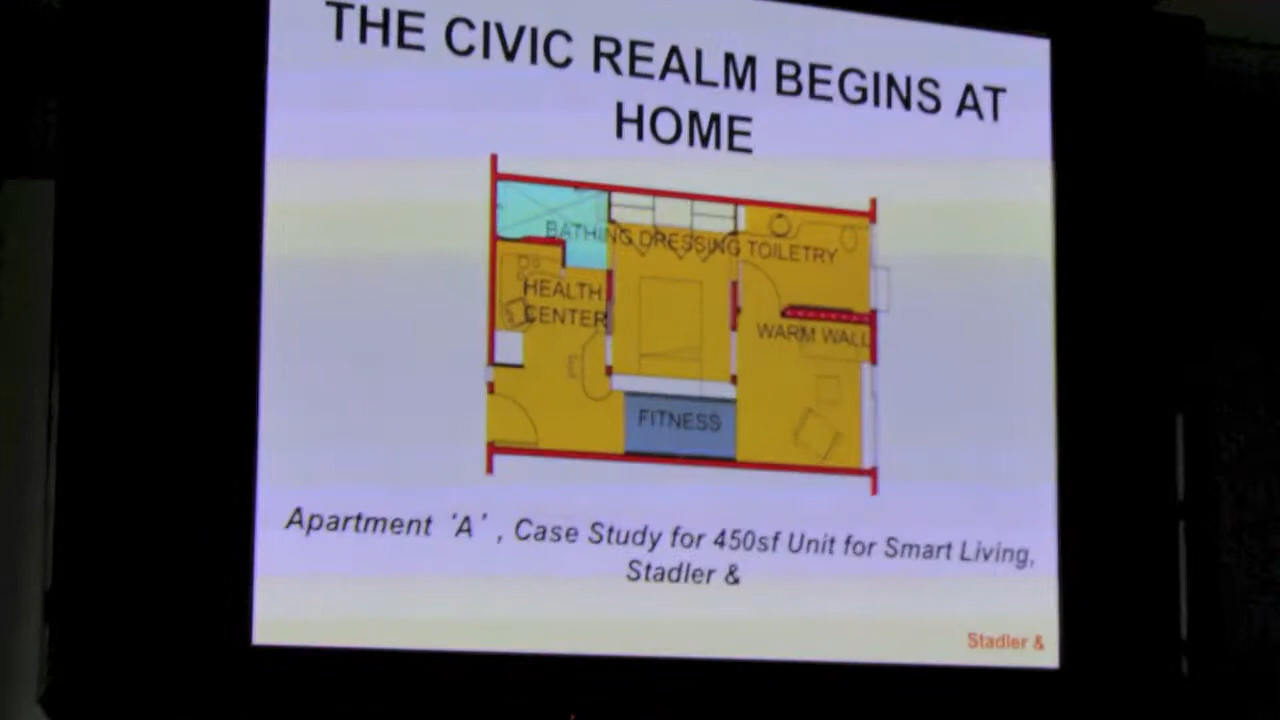 THE CIVIC REALM BEGINS AT
HOME
BATHING DRESSING TOILETRY
HEALTH
CENTER
WARM WALL
FITNESS
Apartment ‘A’ , Case Study for 450sf Unit for Smart Living,
Stadler &
Stadler &